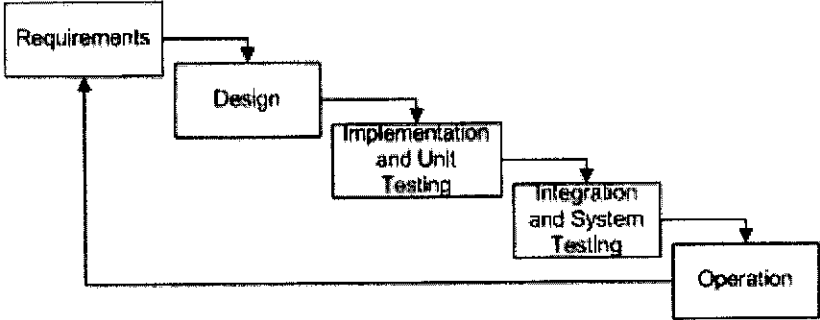 Requirements
Design
Implementation
and Unit
Testing
Integration
and System
Testing
Operation